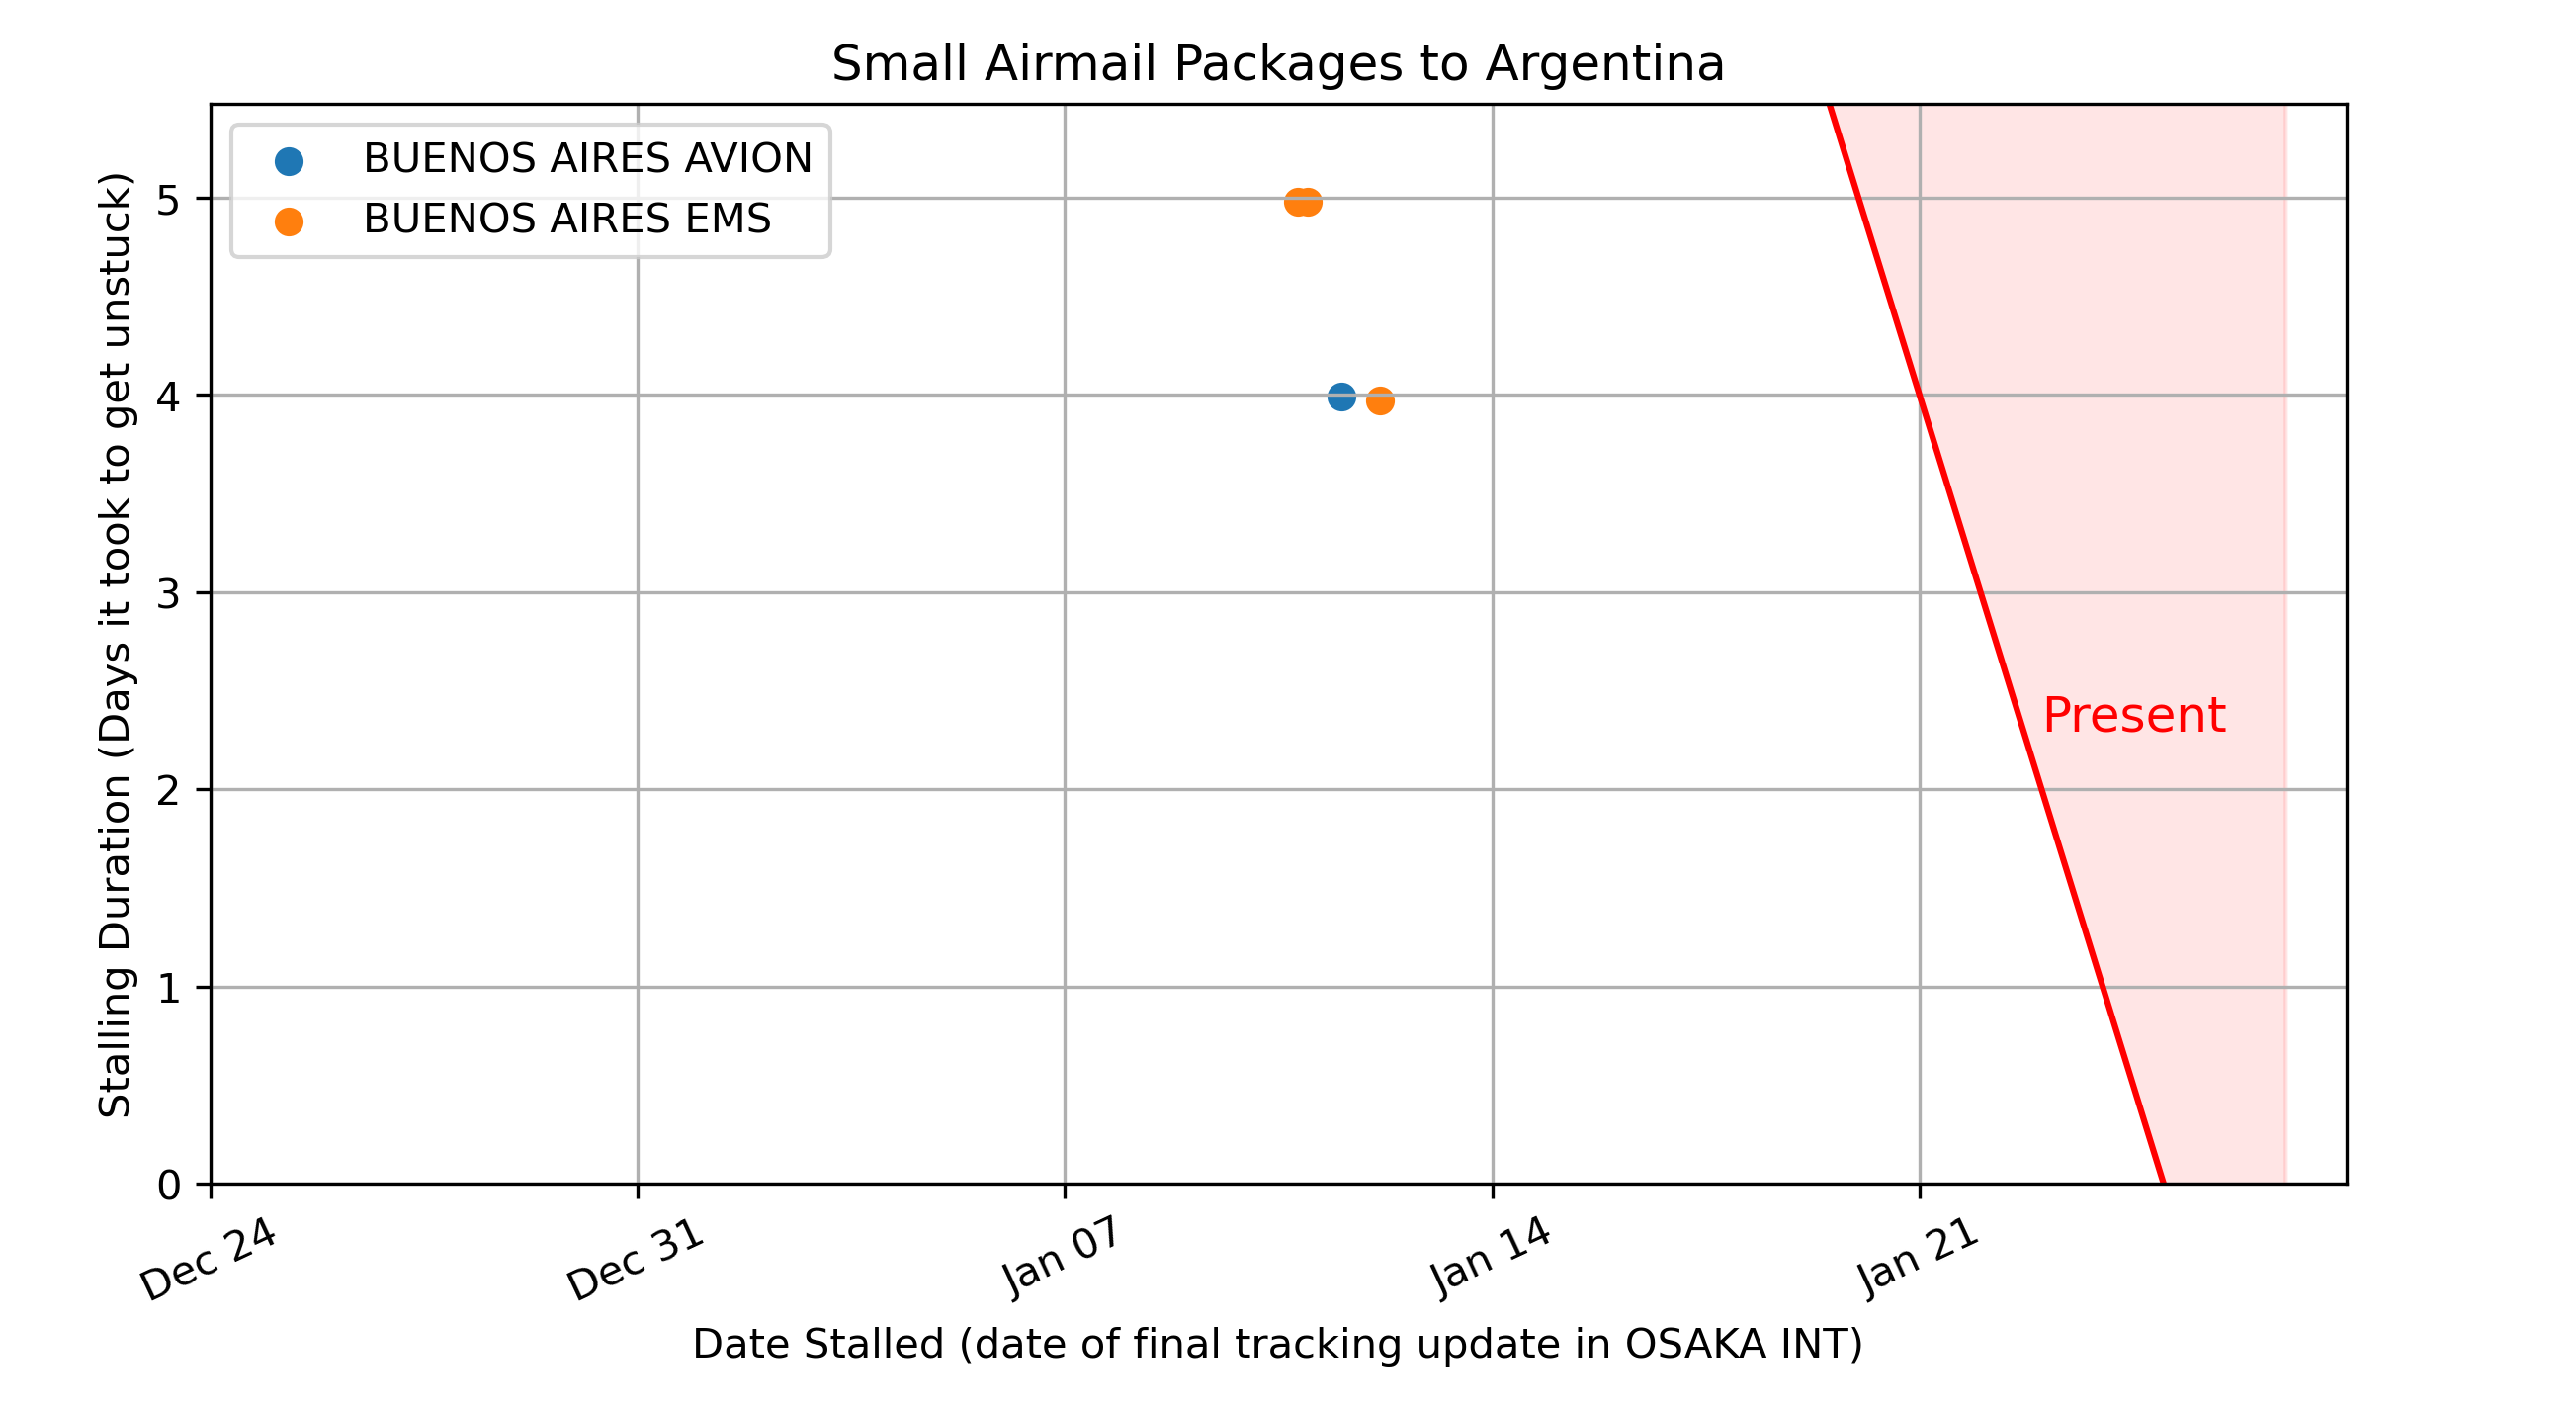 Small Airmail Packages to Argentina
BUENOS AIRES AVION
BUENOS AIRES EMS
Stalling Duration (Days it took to get unstuck)
5
4
3
2
1
0
Present
Dec 24
Dec 31
Jan 07
Jan 14
Jan 21
Date Stalled (date of final tracking update in OSAKA INT)